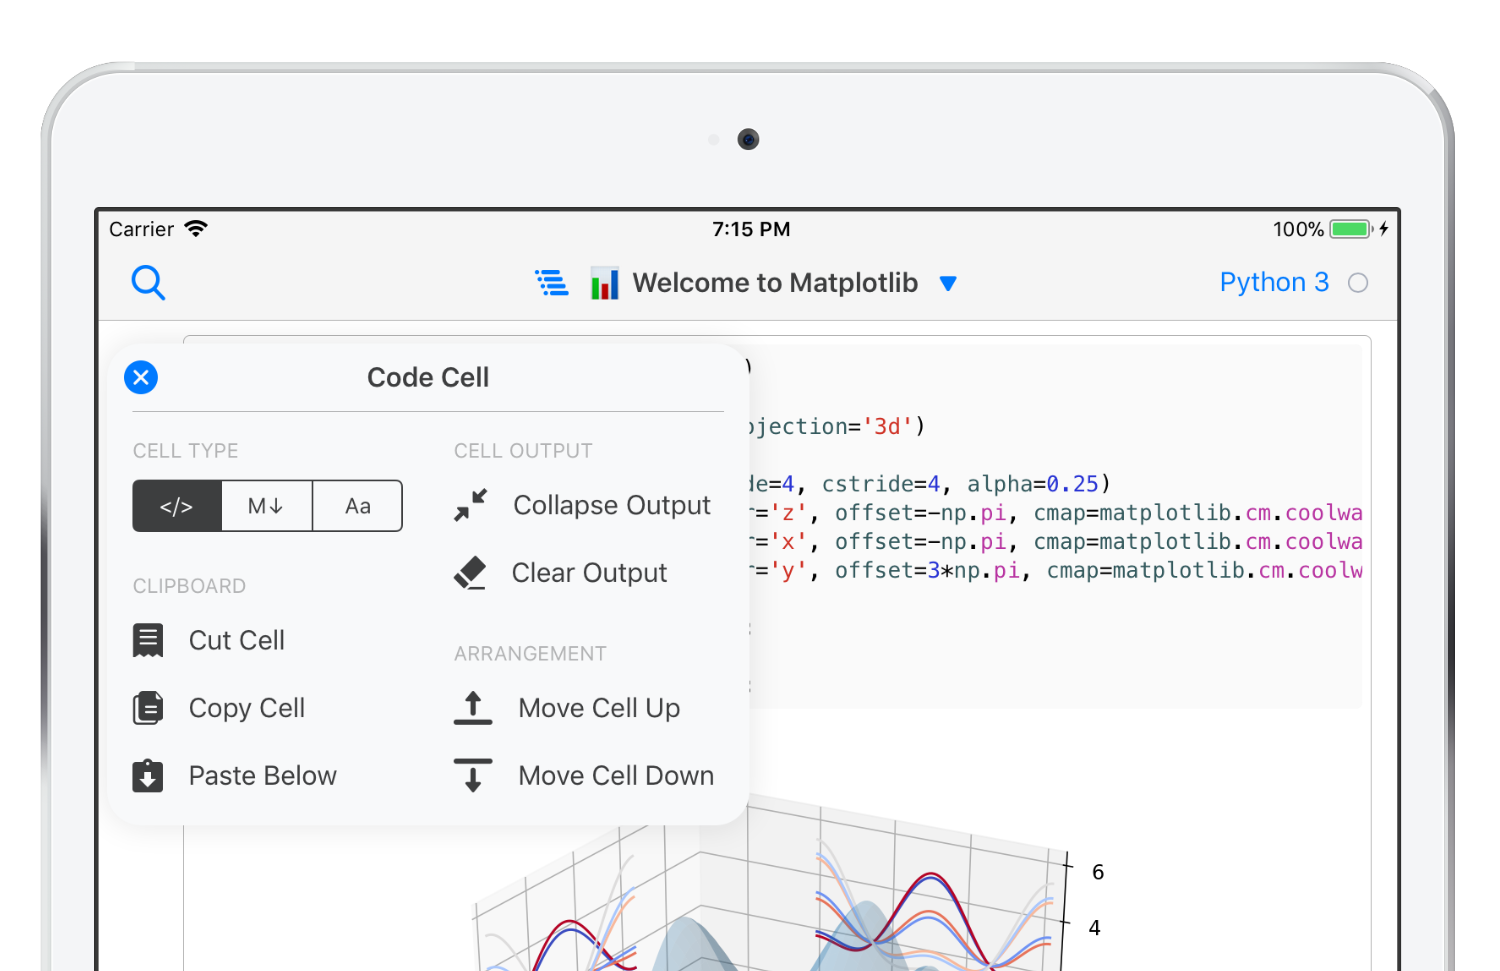 Carrier 7:15 PM 100%
Welcome to Matplotlib Python 3
Code Cell
CELL TYPE
</> M↓ Aa
CLIPBOARD
Cut Cell
Copy Cell
Paste Below
CELL OUTPUT
Collapse Output
Clear Output
ARRANGEMENT
Move Cell Up
Move Cell Down
)
jection='3d')
=4, cstride=4, alpha=0.25)
='z', offset=-np.pi, cmap=matplotlib.cm.coolwa
='x', offset=-np.pi, cmap=matplotlib.cm.coolwa
='y', offset=3*np.pi, cmap=matplotlib.cm.coolw
6
4